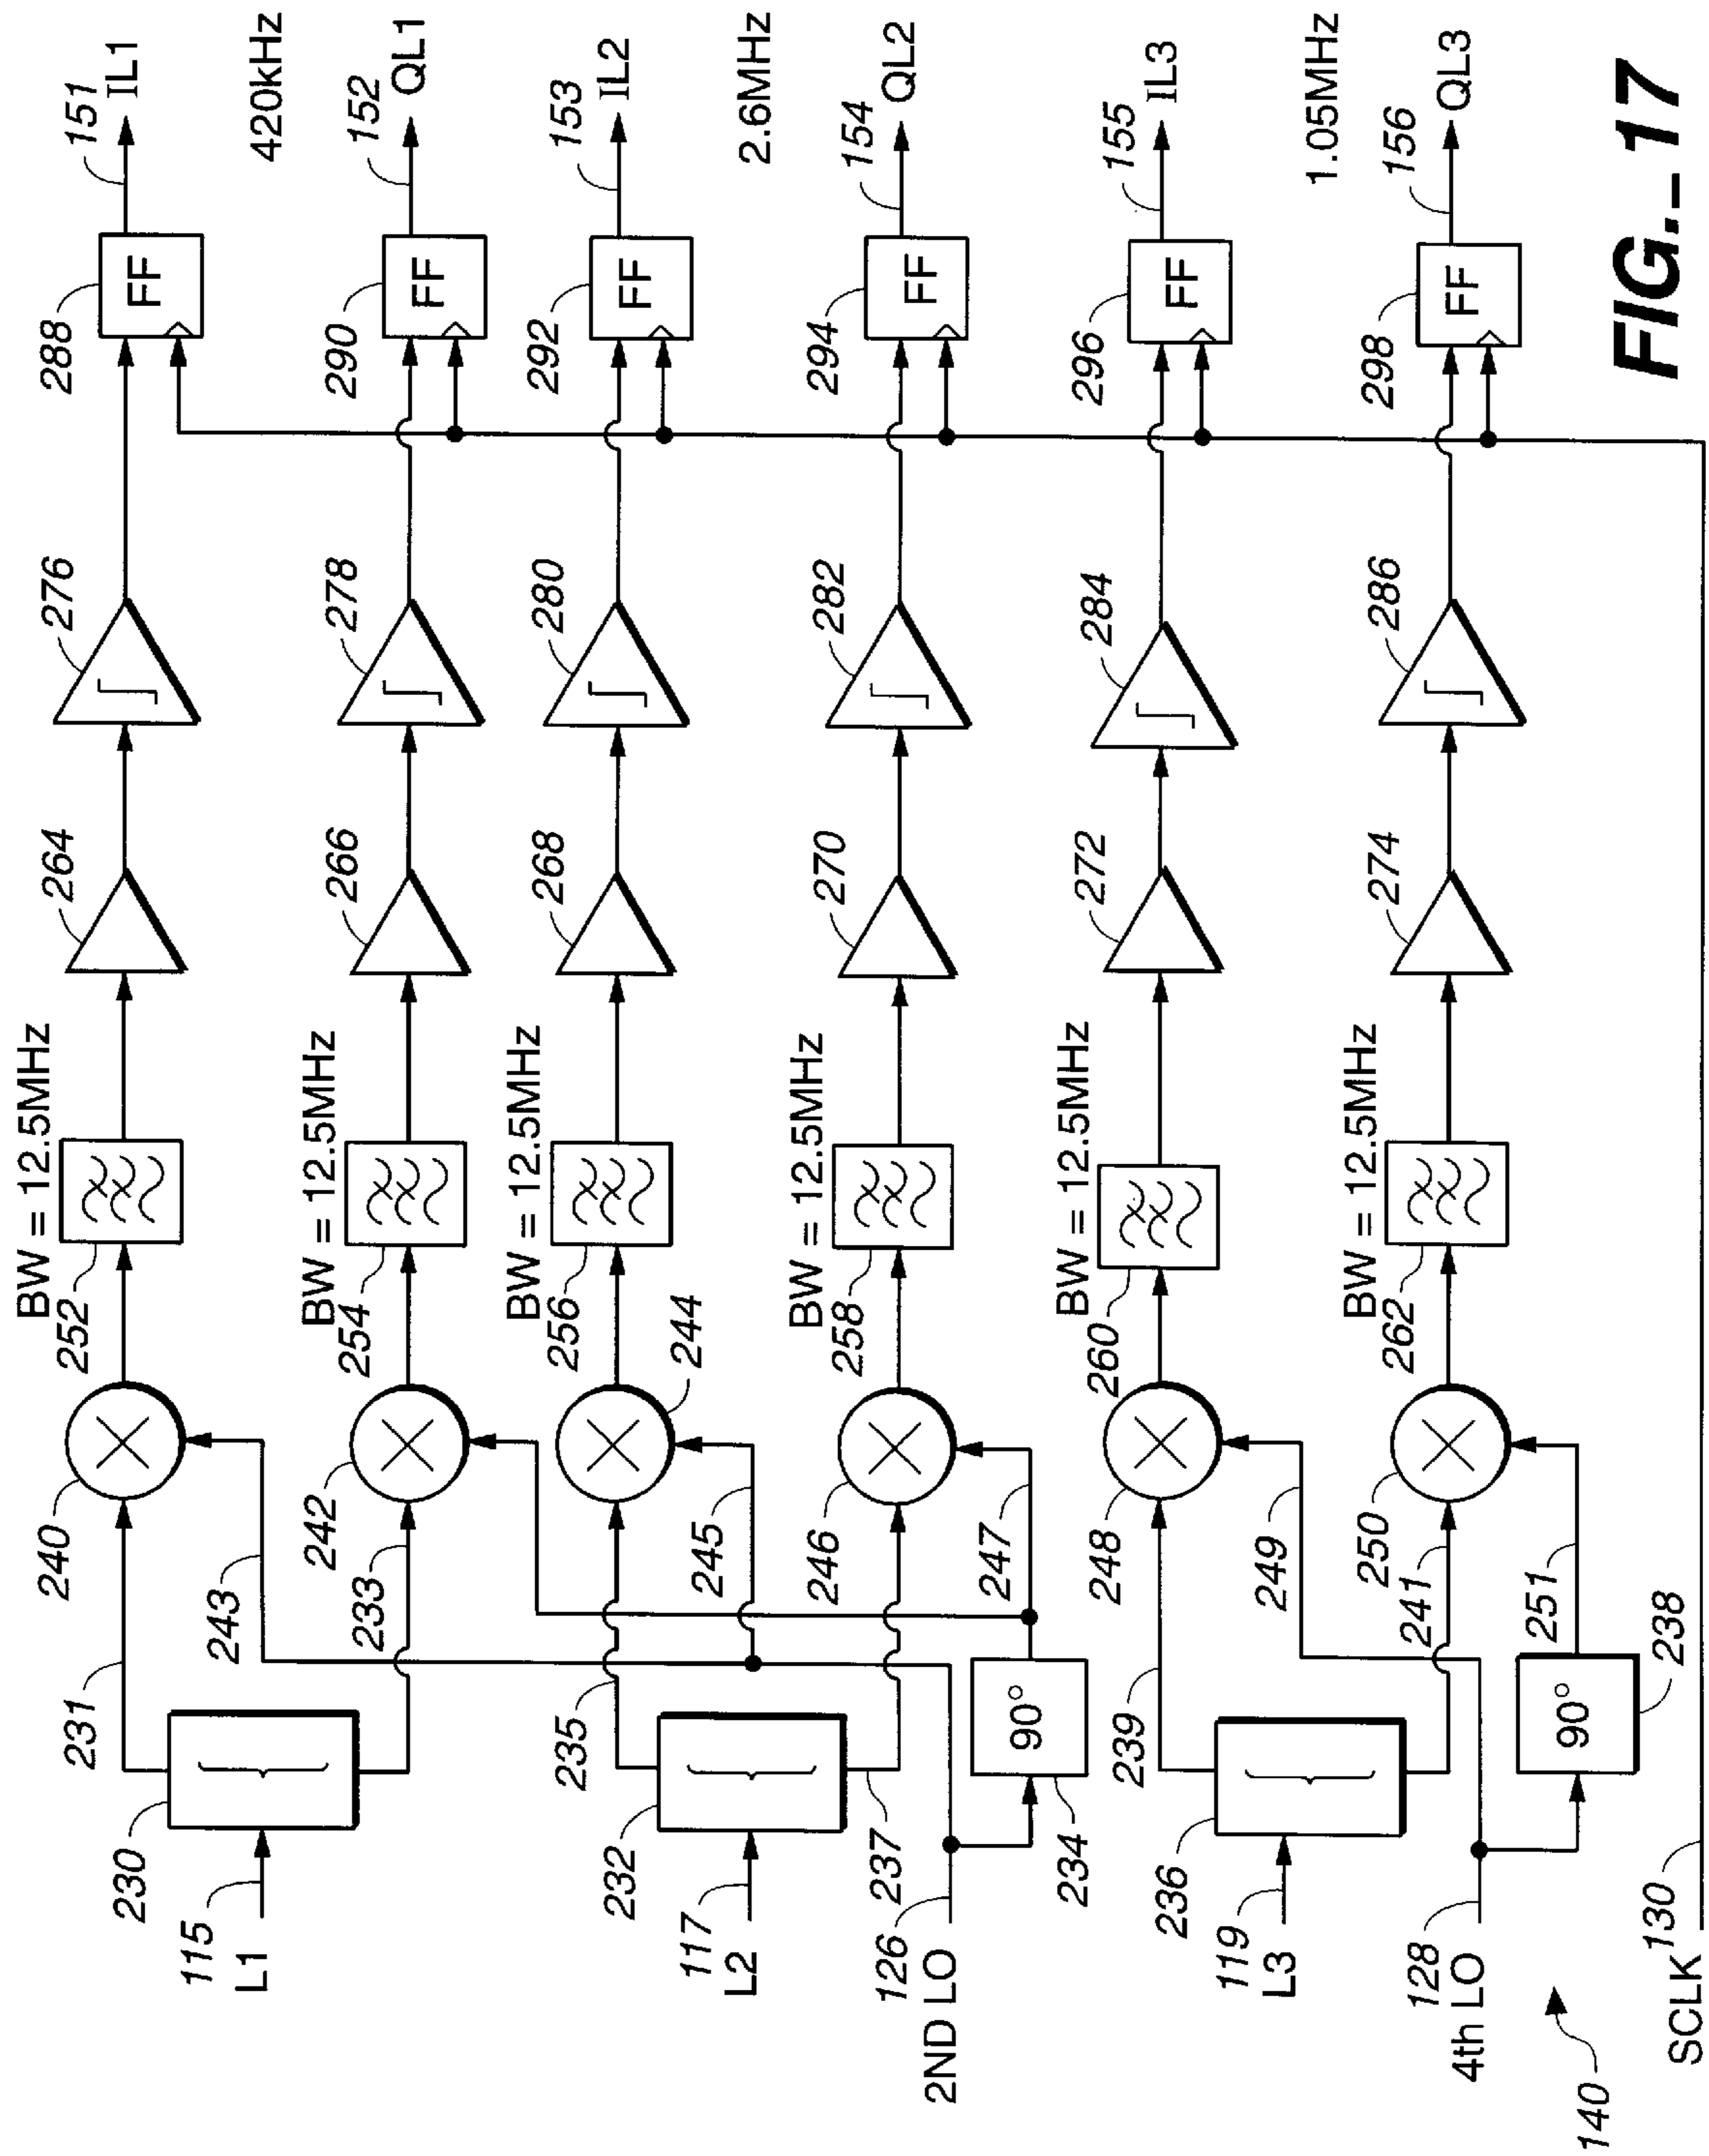 151
IL1
288
FF
276
264
BW = 12.5MHz
252
240
231
243
230
115
L1
420kHz
152
QL1
290
FF
278
266
BW = 12.5MHz
254
242
233
153
IL2
292
FF
280
268
BW = 12.5MHz
256
244
235
245
232
117
L2
2.6MHz
154
QL2
294
FF
282
270
BW = 12.5MHz
258
246
237
247
126
2ND LO
90°
234
155
IL3
296
FF
284
272
BW = 12.5MHz
260
248
239
249
236
119
L3
1.05MHz
156
QL3
298
FF
286
274
BW = 12.5MHz
262
250
241
251
128
4th LO
90°
238
140
SCLK
130
FIG._17